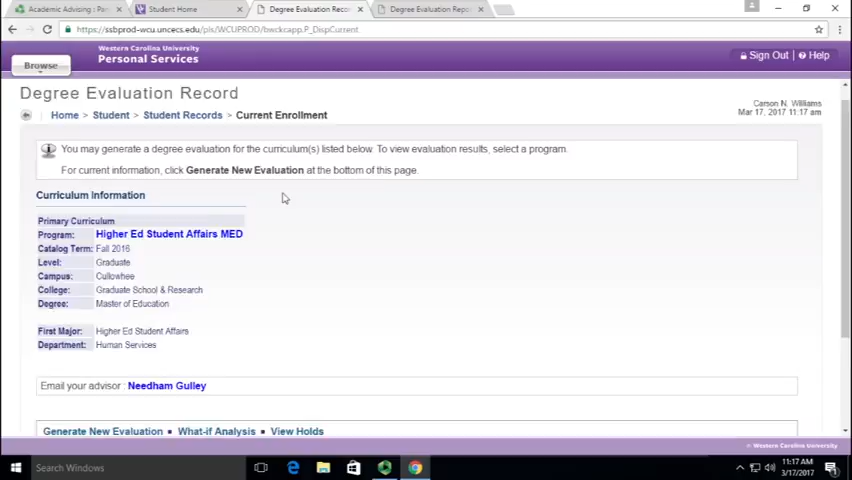 Academic Advising : Pa
Student Home
Degree Evaluation Recor
Degree Evaluation Repo
https://ssbprod-wcu.uncecs.edu/pls/WCUPROD/bwckcapp.P_DispCurrent
Browse
Western Carolina University
Personal Services
Sign Out
Help
Degree Evaluation Record
Carson N. Williams
Mar 17, 2017 11:17 am
Home > Student > Student Records > Current Enrollment
You may generate a degree evaluation for the curriculum(s) listed below. To view evaluation results, select a program.
For current information, click Generate New Evaluation at the bottom of this page.
Curriculum Information
Primary Curriculum
Program: Higher Ed Student Affairs MED
Catalog Term: Fall 2016
Level: Graduate
Campus: Cullowhee
College: Graduate School & Research
Degree: Master of Education
First Major: Higher Ed Student Affairs
Department: Human Services
Email your advisor : Needham Gulley
Generate New Evaluation • What-if Analysis • View Holds
© Western Carolina University
Search Windows
11:17 AM
3/17/2017